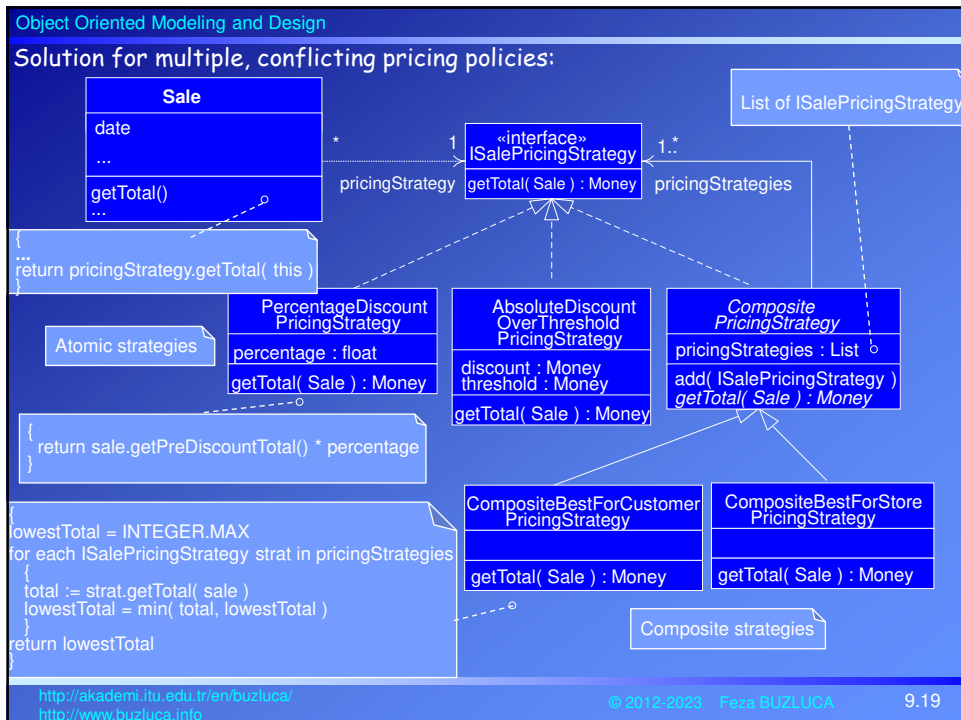 Object Oriented Modeling and Design
Solution for multiple, conflicting pricing policies:
Sale
date
...
getTotal()
...
{
...
return pricingStrategy.getTotal( this )
}
*
1
pricingStrategy
«interface»
ISalePricingStrategy
getTotal( Sale ) : Money
1..*
pricingStrategies
List of ISalePricingStrategy
Atomic strategies
PercentageDiscount
PricingStrategy
percentage : float
getTotal( Sale ) : Money
AbsoluteDiscount
OverThreshold
PricingStrategy
discount : Money
threshold : Money
getTotal( Sale ) : Money
Composite
PricingStrategy
pricingStrategies : List
add( ISalePricingStrategy )
getTotal( Sale ) : Money
{
return sale.getPreDiscountTotal() * percentage
}
{
lowestTotal = INTEGER.MAX
for each ISalePricingStrategy strat in pricingStrategies
{
total := strat.getTotal( sale )
lowestTotal = min( total, lowestTotal )
}
return lowestTotal
}
CompositeBestForCustomer
PricingStrategy
getTotal( Sale ) : Money
CompositeBestForStore
PricingStrategy
getTotal( Sale ) : Money
Composite strategies
http://akademi.itu.edu.tr/en/buzluca/
http://www.buzluca.info
© 2012-2023 Feza BUZLUCA
9.19